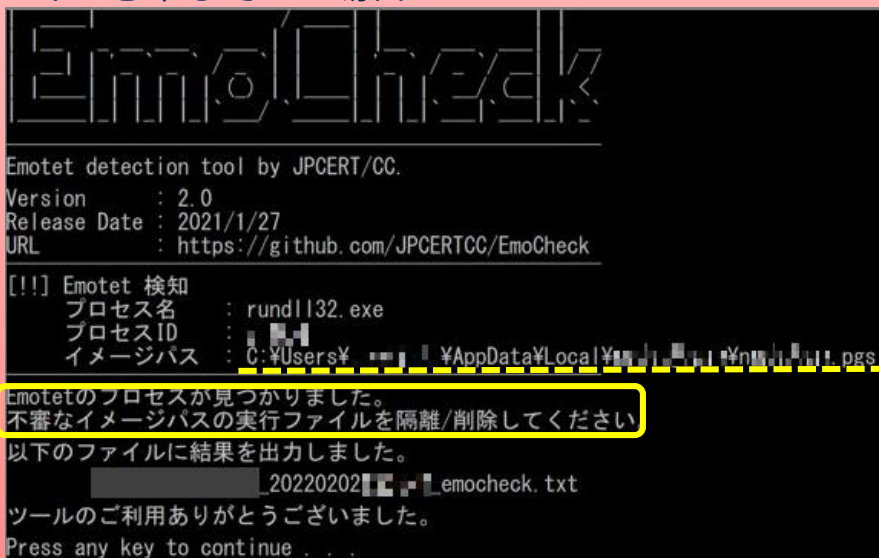 EmoCheck
Emotet detection tool by JPCERT/CC.
Version : 2.0
Release Date : 2021/1/27
URL : https://github.com/JPCERTCC/EmoCheck
[!!] Emotet 検知
プロセス名 : rundll32.exe
プロセスID :
イメージパス : C:¥Users¥ ¥AppData¥Local¥ ¥n .pgs
Emotetのプロセスが見つかりました。
不審なイメージパスの実行ファイルを隔離/削除してください
以下のファイルに結果を出力しました。
_20220202 _emocheck.txt
ツールのご利用ありがとうございました。
Press any key to continue . . .